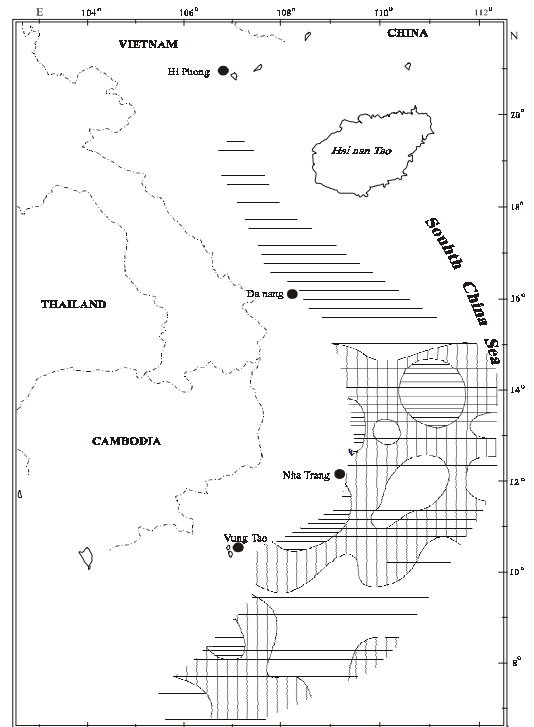 E 104° 106° 108° 110° 112°
N
VIETNAM
CHINA
Hi Phong
20°
Hai nan Tao
18°
Southth China Sea
THAILAND
Da nang
16°
14°
CAMBODIA
Nha Trang
12°
Vung Tao
10°
8°